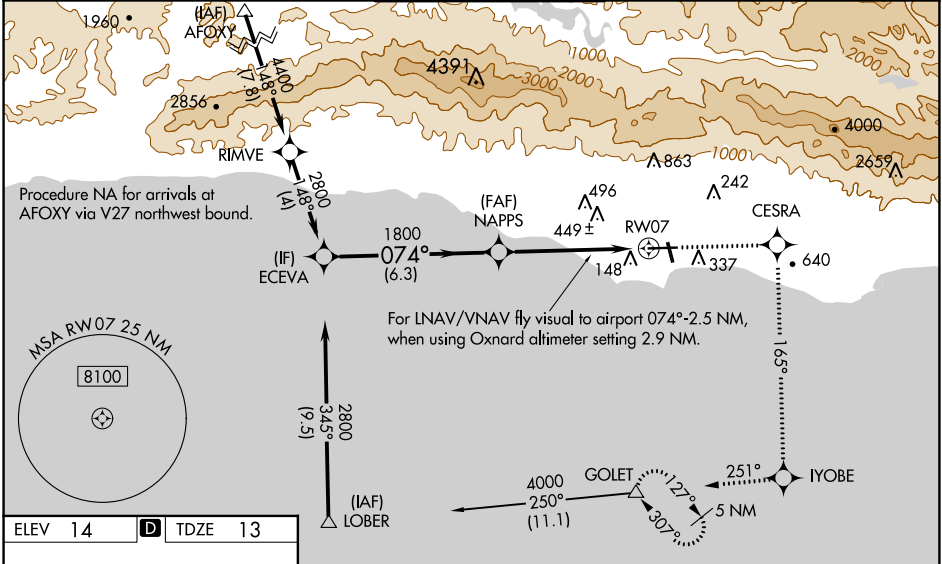 1960
(IAF)
AFOXY
4400
148°
(17.8)
4391
1000
2000
3000
2000
2856
4000
1000
2659
RIMVE
863
242
496
Procedure NA for arrivals at
AFOXY via V27 northwest bound.
2800
148°
(4)
(FAF)
NAPPS
449±
RW07
CESRA
1800
074°
(6.3)
(IF)
ECEVA
148
337
640
For LNAV/VNAV fly visual to airport 074°-2.5 NM,
when using Oxnard altimeter setting 2.9 NM.
MSA RW07 25 NM
8100
165°
2800
345°
(9.5)
GOLET
127°
307°
5 NM
251°
IYOBE
4000
250°
(11.1)
(IAF)
LOBER
ELEV 14 D TDZE 13